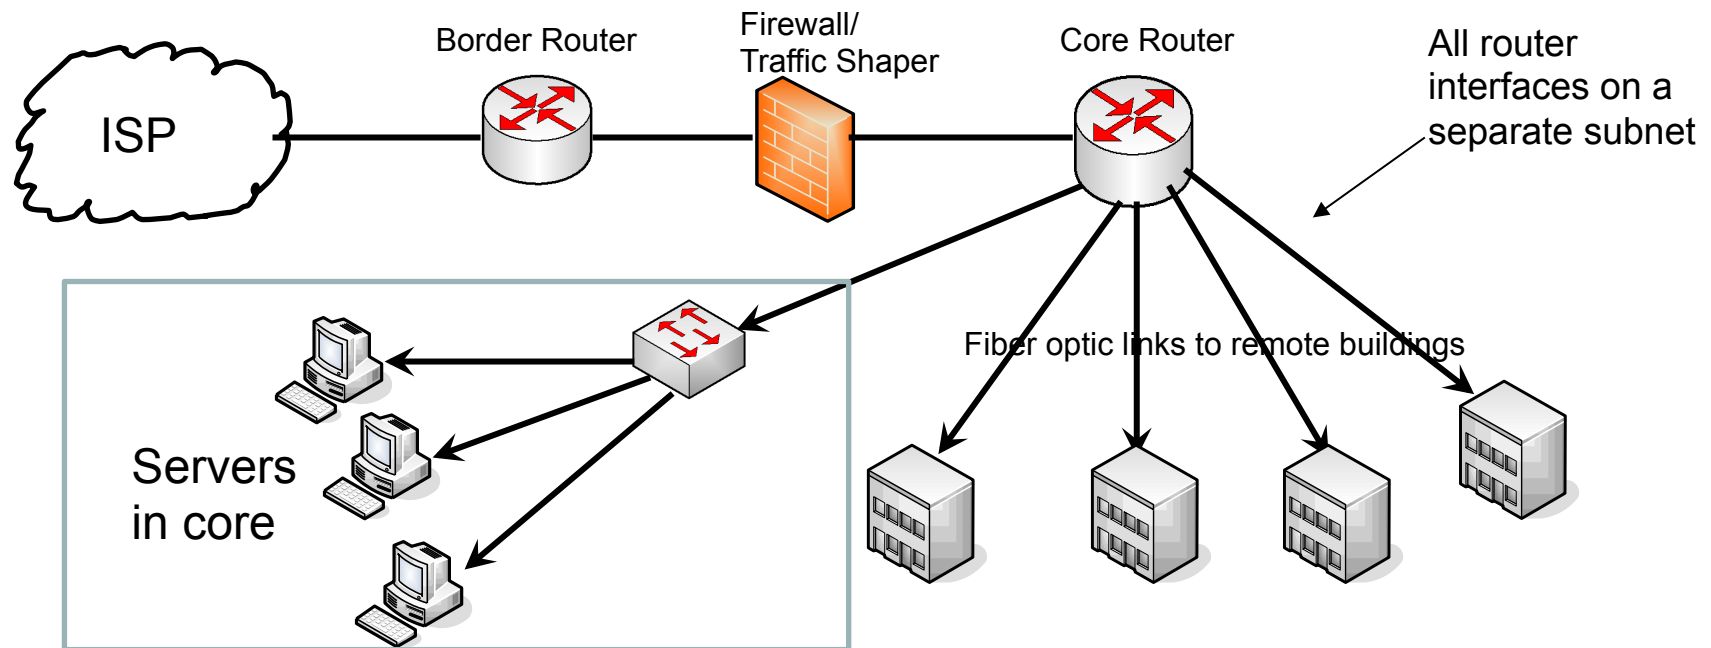 Firewall/
Traffic Shaper
Border Router
Core Router
All router
interfaces on a
separate subnet
ISP
Fiber optic links to remote buildings
Servers
in core